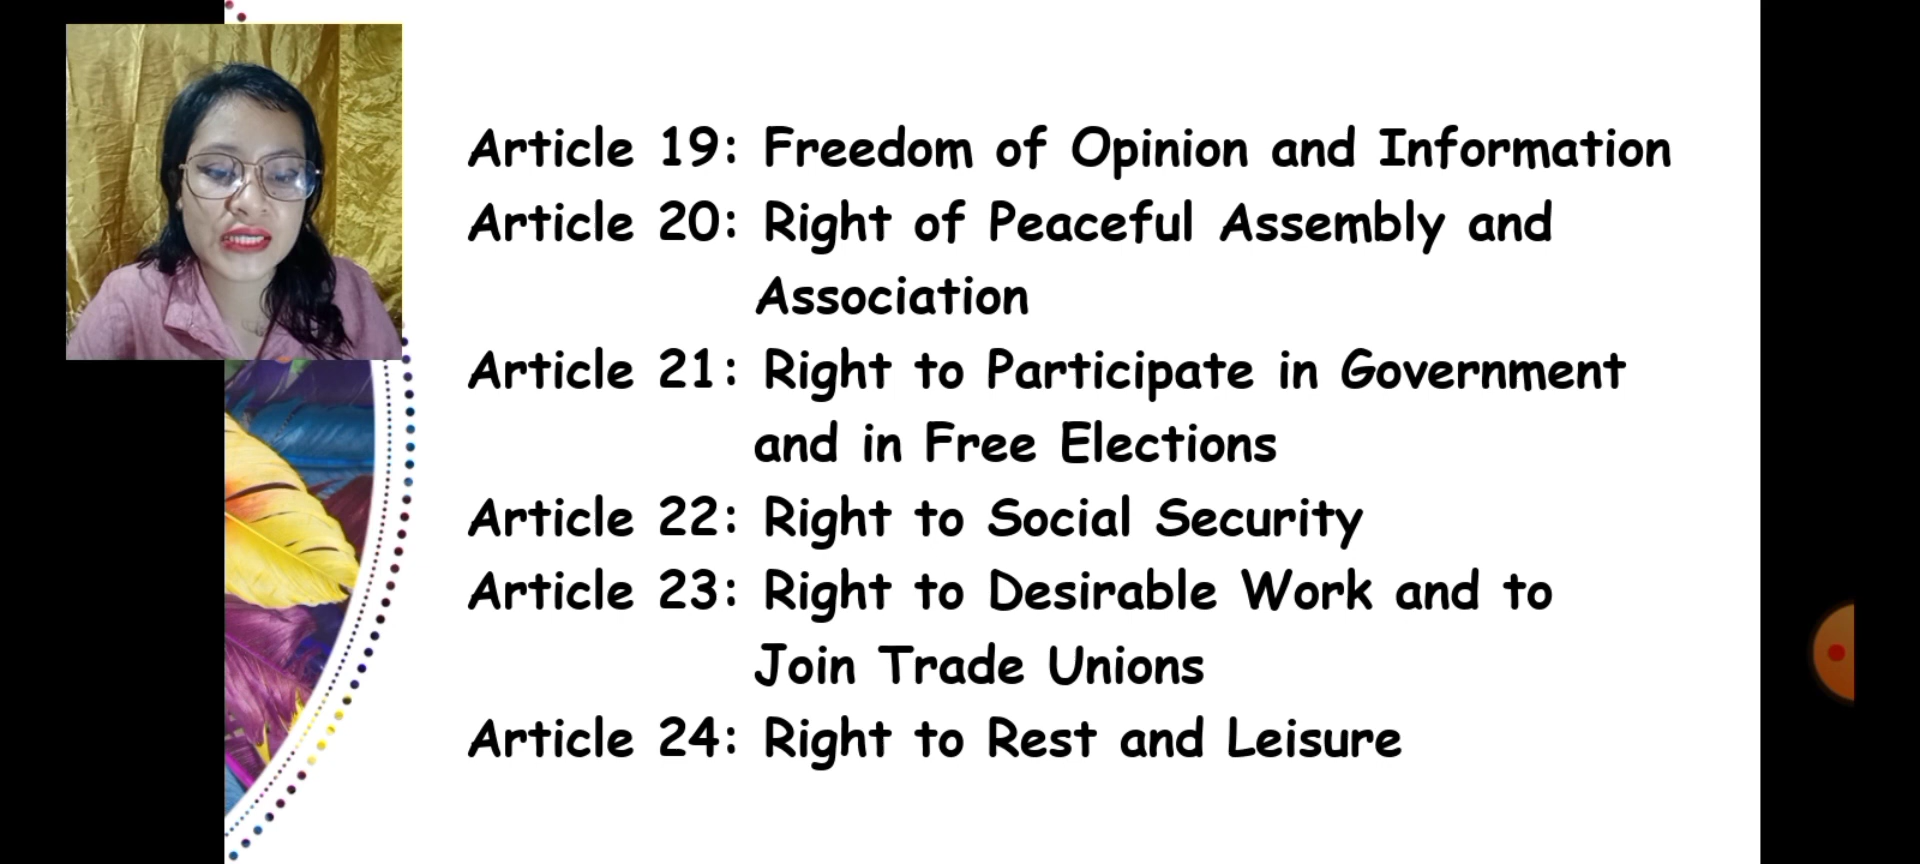 Article 19: Freedom of Opinion and Information
Article 20: Right of Peaceful Assembly and
Association
Article 21: Right to Participate in Government
and in Free Elections
Article 22: Right to Social Security
Article 23: Right to Desirable Work and to
Join Trade Unions
Article 24: Right to Rest and Leisure